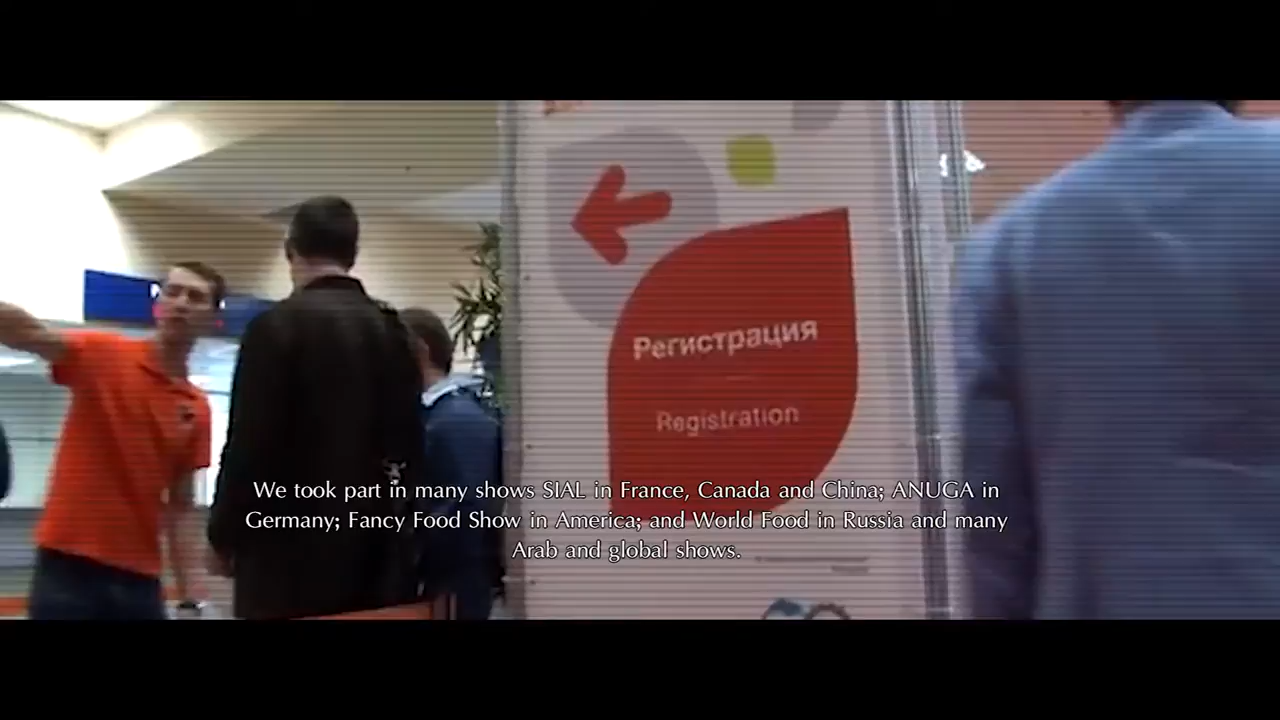 Регистрация
Registration
We took part in many shows SIAL in France, Canada and China; ANUGA in
Germany; Fancy Food Show in America; and World Food in Russia and many
Arab and global shows.